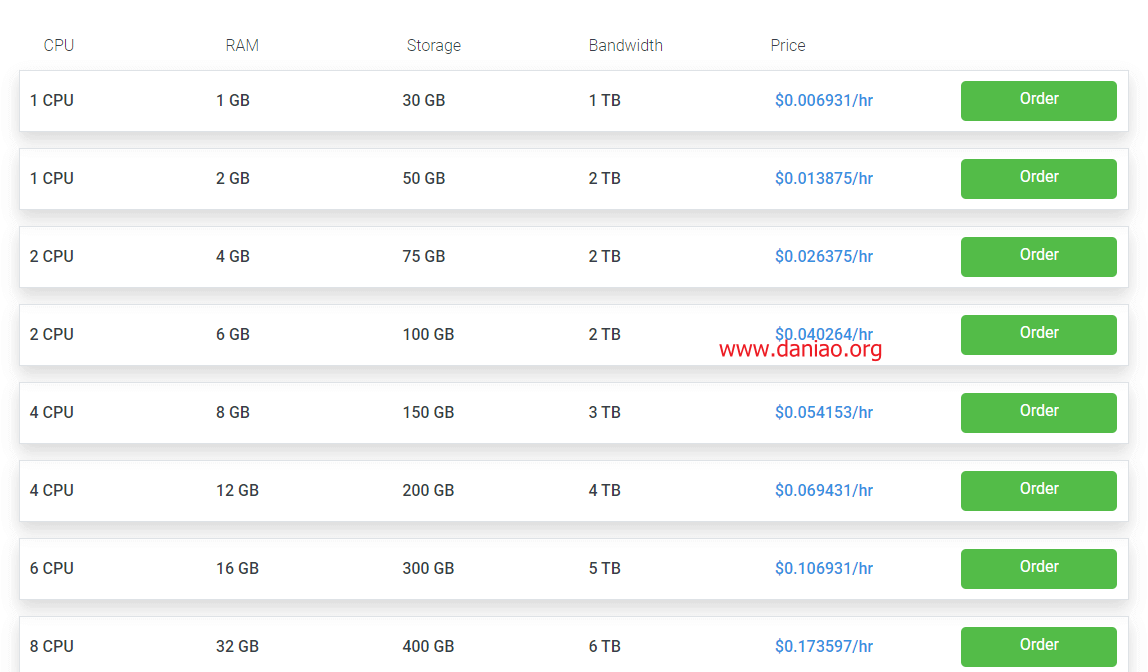 CPU RAM Storage Bandwidth Price
1 CPU 1 GB 30 GB 1 TB $0.006931/hr Order
1 CPU 2 GB 50 GB 2 TB $0.013875/hr Order
2 CPU 4 GB 75 GB 2 TB $0.026375/hr Order
2 CPU 6 GB 100 GB 2 TB $0.040264/hr Order
www.daniao.org
4 CPU 8 GB 150 GB 3 TB $0.054153/hr Order
4 CPU 12 GB 200 GB 4 TB $0.069431/hr Order
6 CPU 16 GB 300 GB 5 TB $0.106931/hr Order
8 CPU 32 GB 400 GB 6 TB $0.173597/hr Order